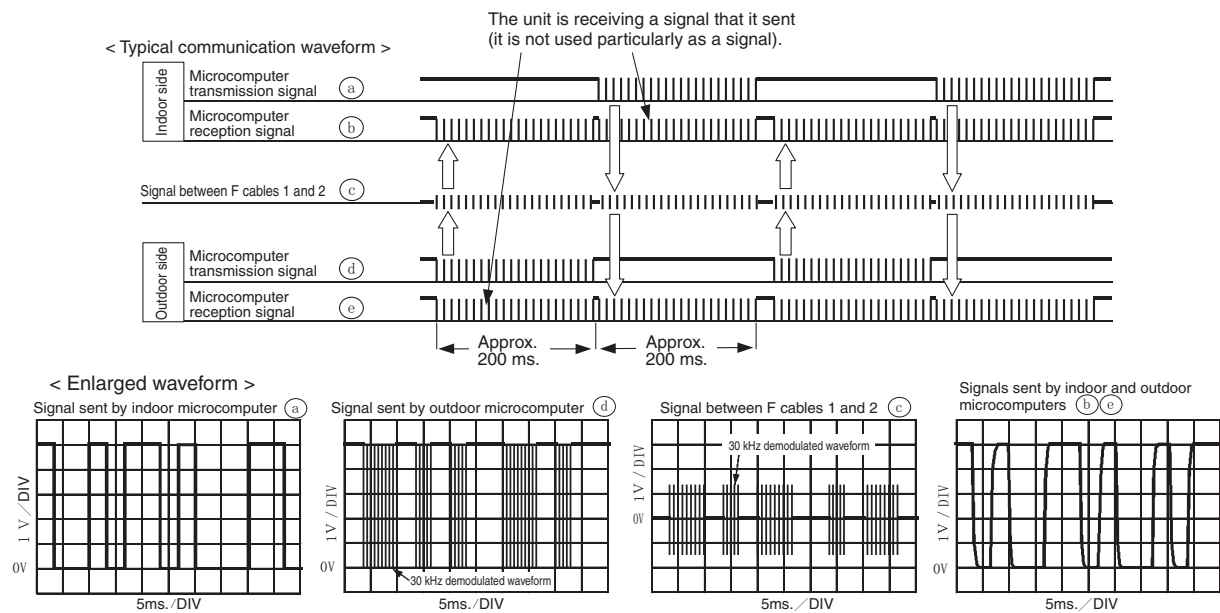 The unit is receiving a signal that it sent
(it is not used particularly as a signal).
< Typical communication waveform >
Indoor side
Microcomputer
transmission signal
a
Microcomputer
reception signal
b
Signal between F cables 1 and 2
c
Outdoor side
Microcomputer
transmission signal
d
Microcomputer
reception signal
e
Approx.
200 ms.
Approx.
200 ms.
< Enlarged waveform >
Signal sent by indoor microcomputer a
1 V/DIV
0V
5ms./DIV
Signal sent by outdoor microcomputer d
1V/DIV
0V
30 kHz demodulated waveform
5ms./DIV
Signal between F cables 1 and 2 c
30 kHz demodulated waveform
1V/DIV
0V
5ms./DIV
Signals sent by indoor and outdoor
microcomputers b e
1V/DIV
0V
5ms./DIV